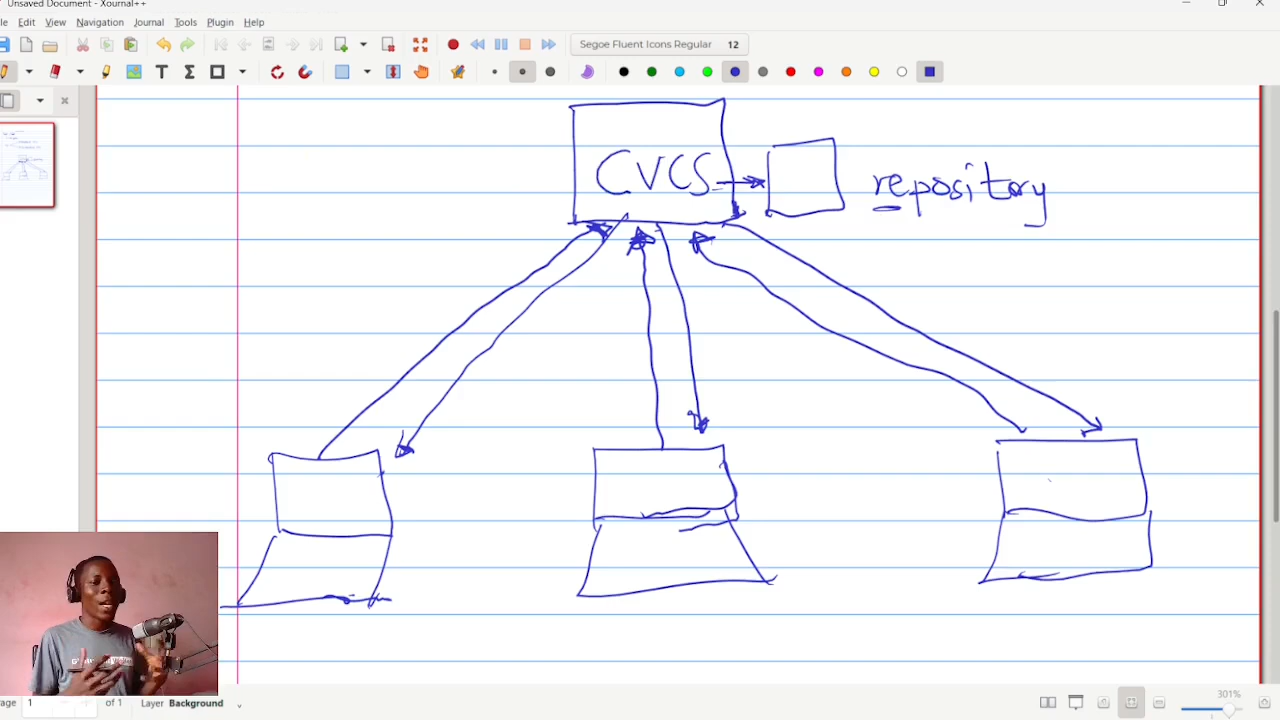 Unsaved Document - Xournal++
Edit View Navigation Journal Tools Plugin Help
Segoe Fluent Icons Regular 12
CVCS
repository
Page 1 of 1 Layer Background
301%